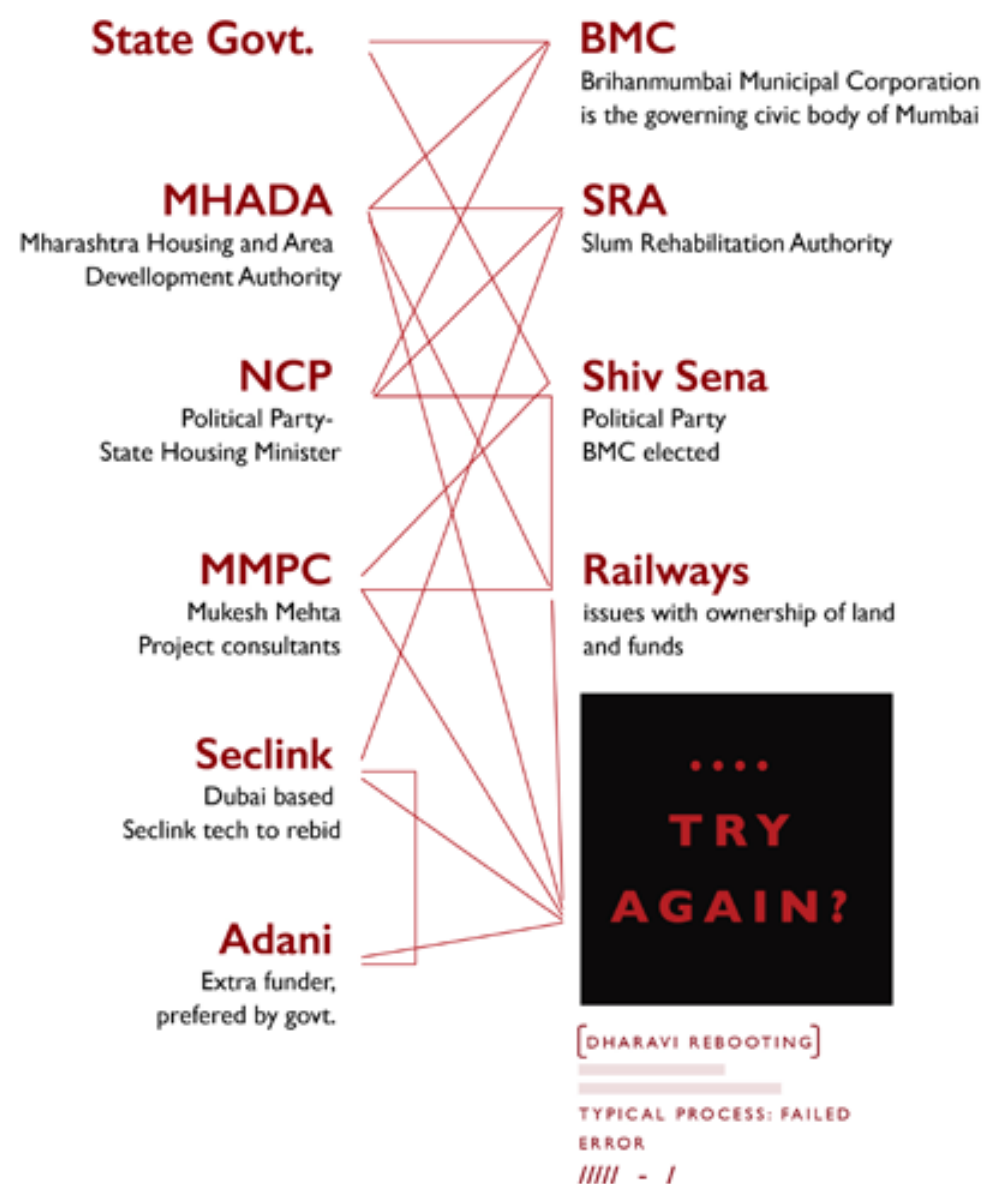 State Govt.
BMC
Brihanmumbai Municipal Corporation
is the governing civic body of Mumbai
MHADA
Mharashtra Housing and Area
Devellopment Authority
SRA
Slum Rehabilitation Authority
NCP
Political Party-
State Housing Minister
Shiv Sena
Political Party
BMC elected
MMPC
Mukesh Mehta
Project consultants
Railways
issues with ownership of land
and funds
Seclink
Dubai based
Seclink tech to rebid
Adani
Extra funder,
prefered by govt.
....
TRY
AGAIN?
[DHARAVI REBOOTING]
TYPICAL PROCESS: FAILED
ERROR
///// - /